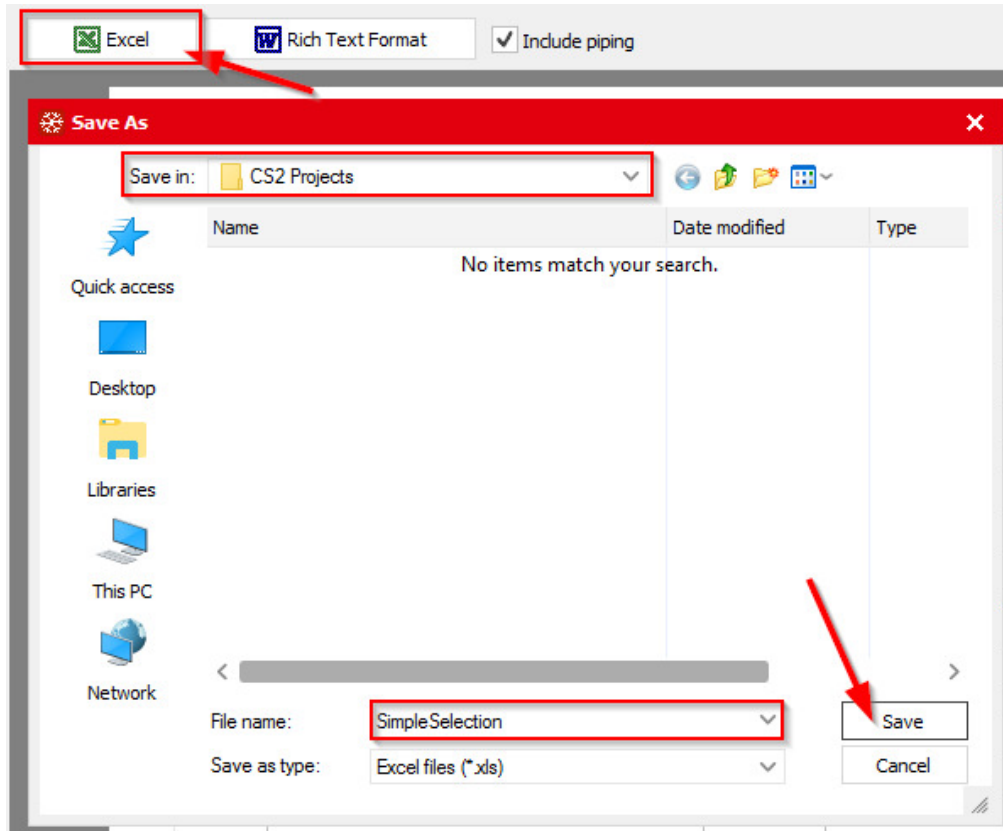 Excel Rich Text Format Include piping
Save As
Save in: CS2 Projects
Name Date modified Type
No items match your search.
Quick access
Desktop
Libraries
This PC
Network
File name: SimpleSelection Save
Save as type: Excel files (*.xls) Cancel